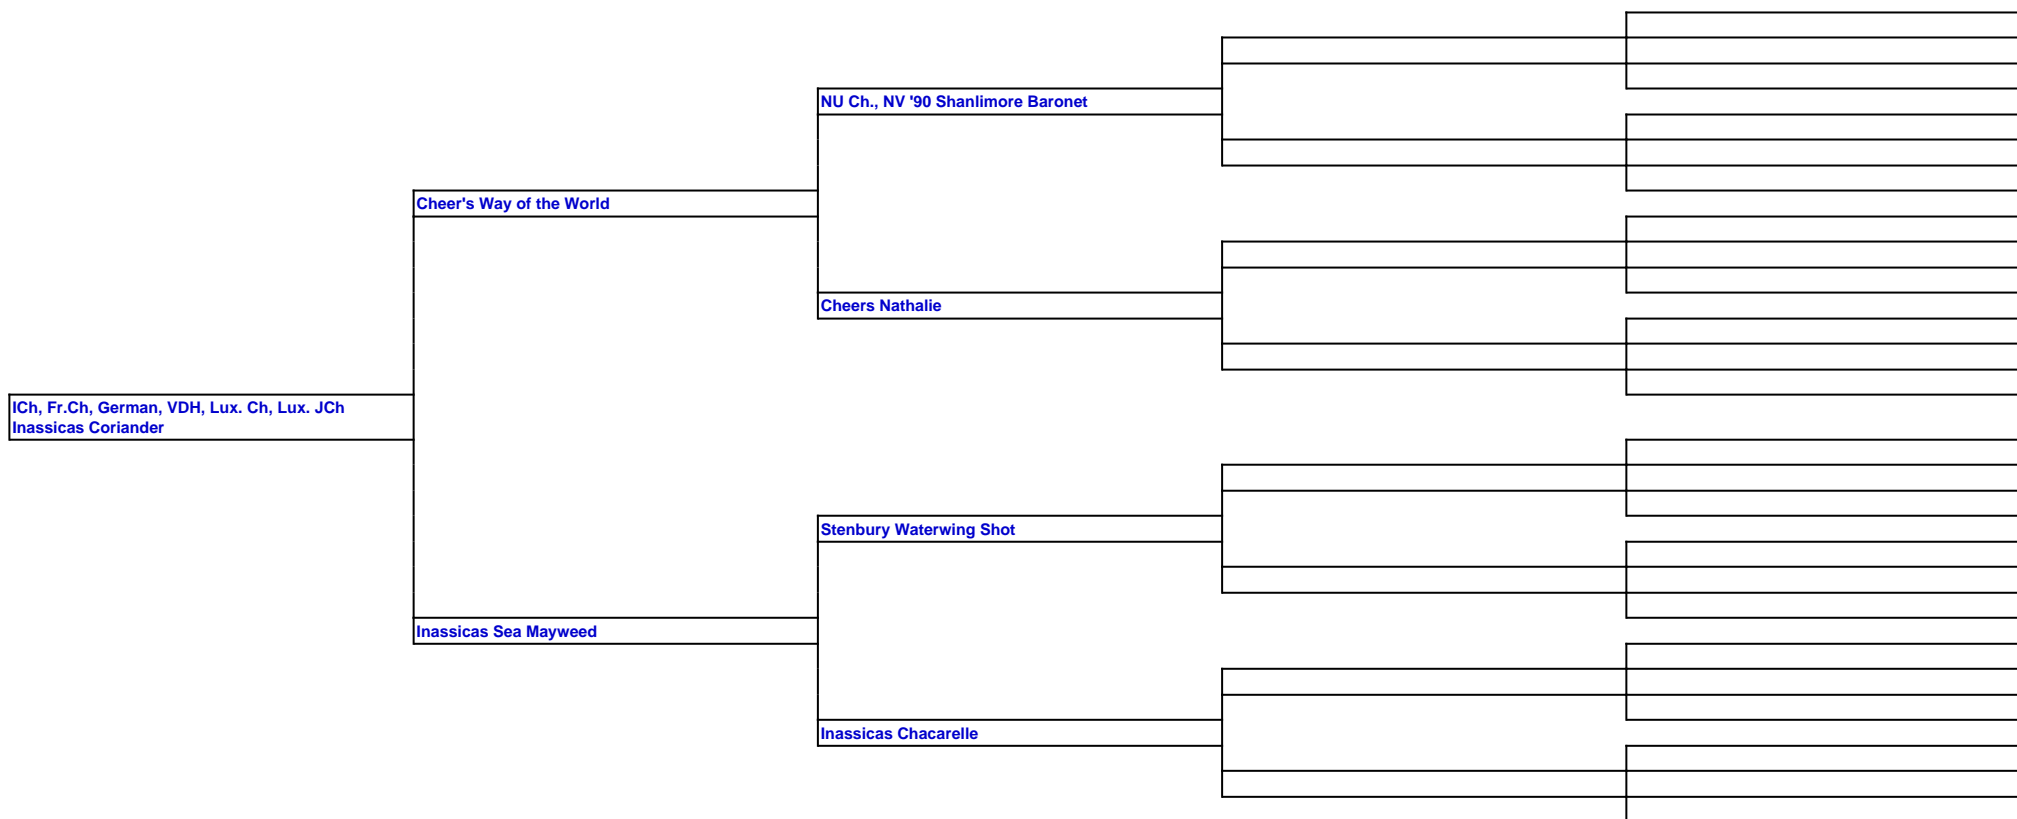 NU Ch., NV '90 Shanlimore Baronet
Cheer's Way of the World
Cheers Nathalie
ICh, Fr.Ch, German, VDH, Lux. Ch, Lux. JCh
Inassicas Coriander
Stenbury Waterwing Shot
Inassicas Sea Mayweed
Inassicas Chacarelle